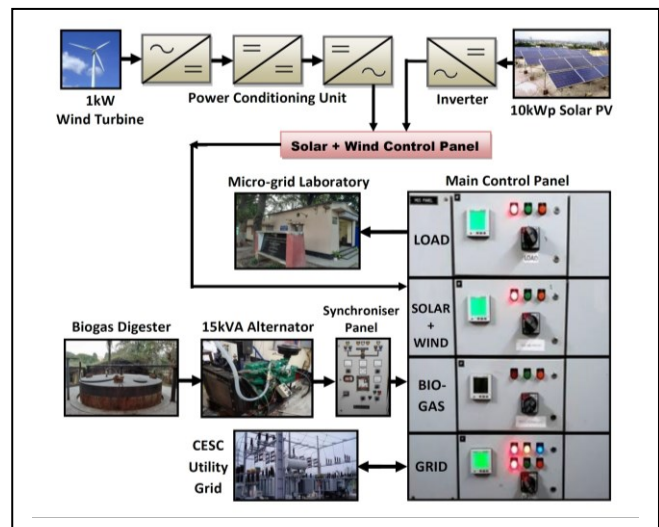 1kW
Wind Turbine
Power Conditioning Unit
Inverter
10kWp Solar PV
Solar + Wind Control Panel
Micro-grid Laboratory
Main Control Panel
LOAD
LOAD
SOLAR
+
WIND
Biogas Digester
15kVA Alternator
Synchroniser
Panel
BIO-
GAS
CESC
Utility
Grid
GRID